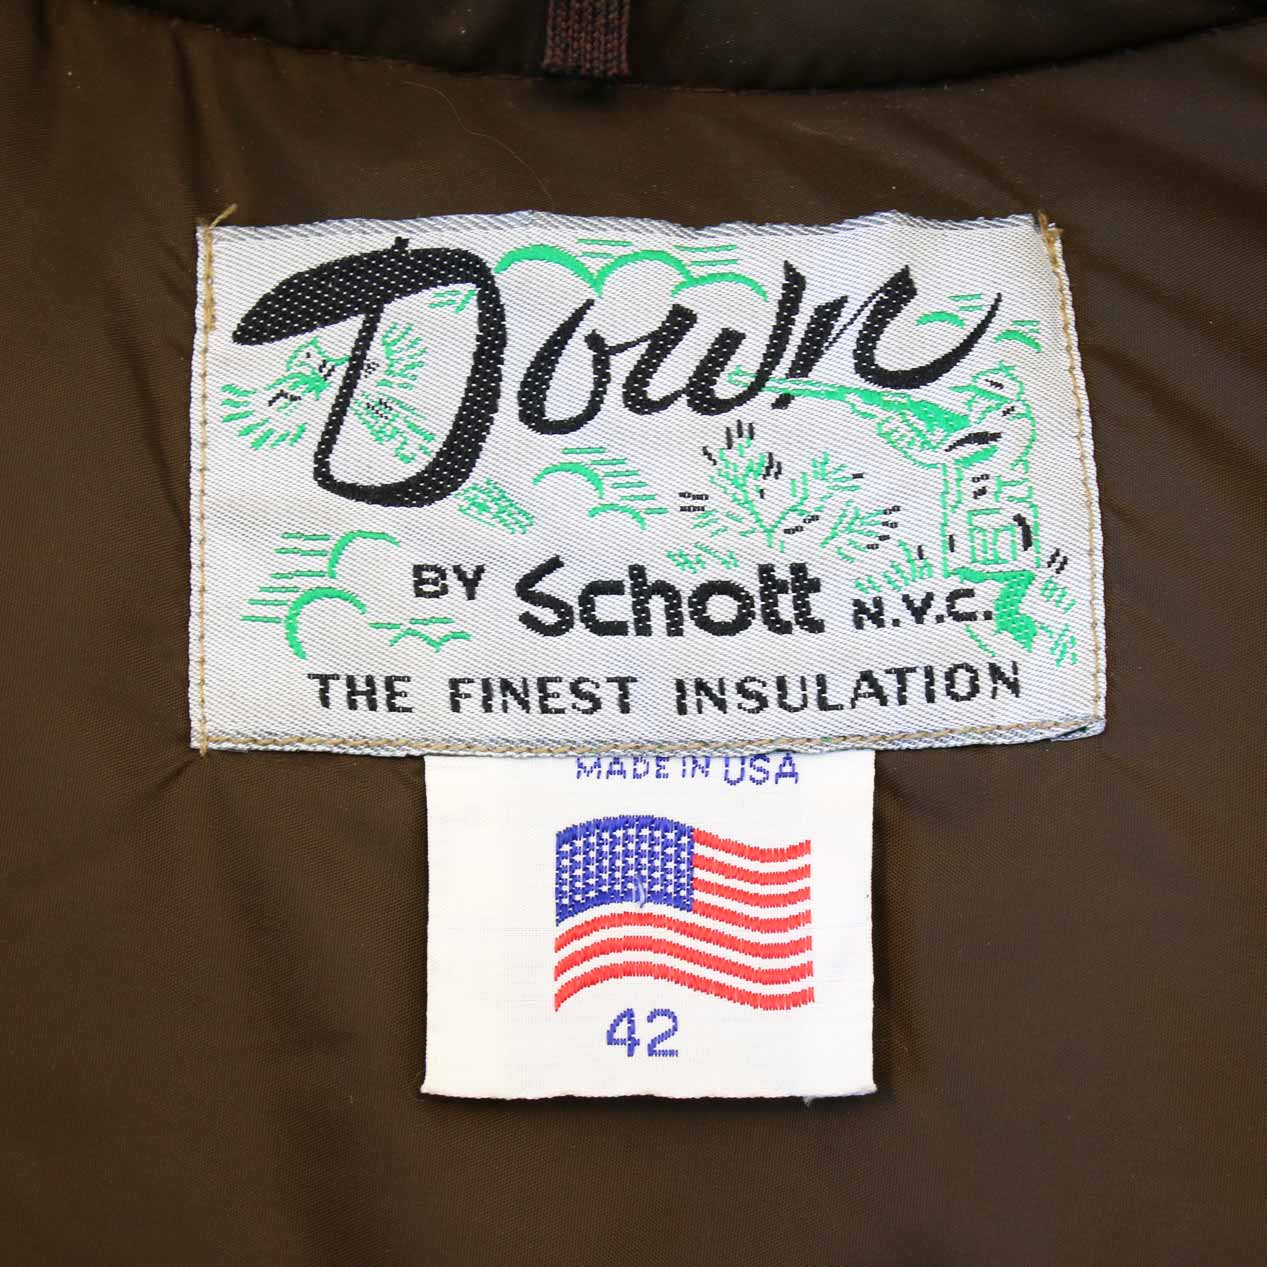 Down
BY Schott N.Y.C.
THE FINEST INSULATION
MADE IN USA
42